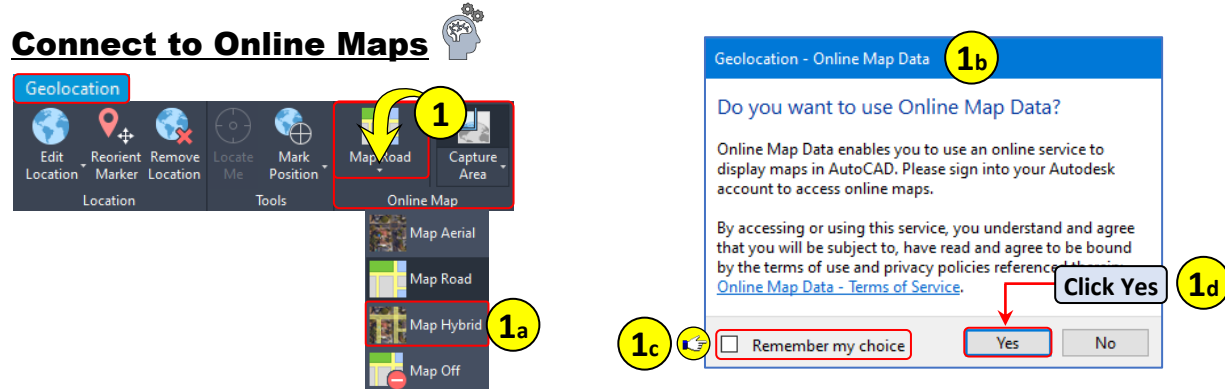 Connect to Online Maps
Geolocation
1
Edit Location
Reorient Marker
Remove Location
Locate Me
Mark Position
Map Road
Capture Area
Location
Tools
Online Map
Map Aerial
Map Road
Map Hybrid
1a
Map Off
Geolocation - Online Map Data
1b
Do you want to use Online Map Data?
Online Map Data enables you to use an online service to
display maps in AutoCAD. Please sign into your Autodesk
account to access online maps.
By accessing or using this service, you understand and agree
that you will be subject to, have read and agree to be bound
by the terms of use and privacy policies referenced
Online Map Data - Terms of Service.
Click Yes
1d
1c
Remember my choice
Yes
No